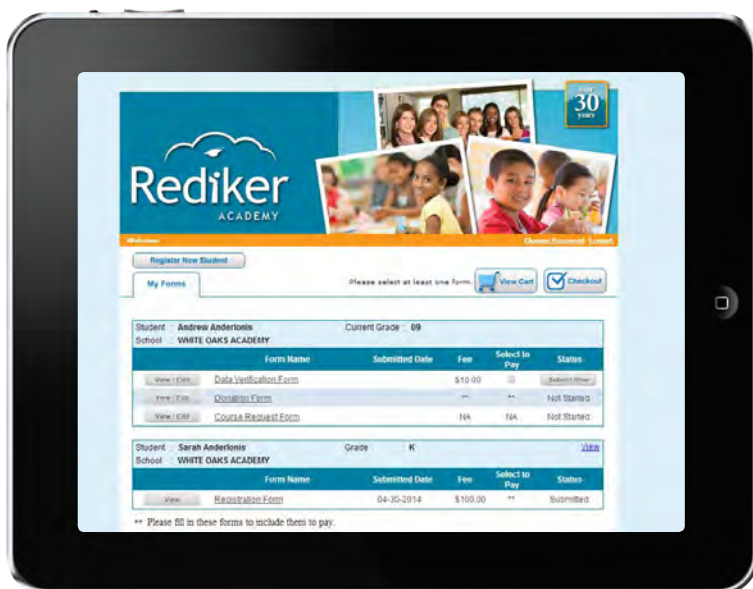 over
30
years
Rediker
ACADEMY
Welcome
Change Password Logout
Register New Student
My Forms
Please select at least one form.
View Cart
Checkout
Student : Andrew Anderlonis Current Grade : 09
School : WHITE OAKS ACADEMY
Form Name Submitted Date Fee Select to Pay Status
View / Edit Data Verification Form $10.00 Submit Now
View / Edit Donation Form ** ** Not Started
View / Edit Course Request Form NA NA Not Started
Student : Sarah Anderlonis Grade : K View
School : WHITE OAKS ACADEMY
Form Name Submitted Date Fee Select to Pay Status
View Registration Form 04-30-2014 $100.00 ** Submitted
** Please fill in these forms to include them to pay.